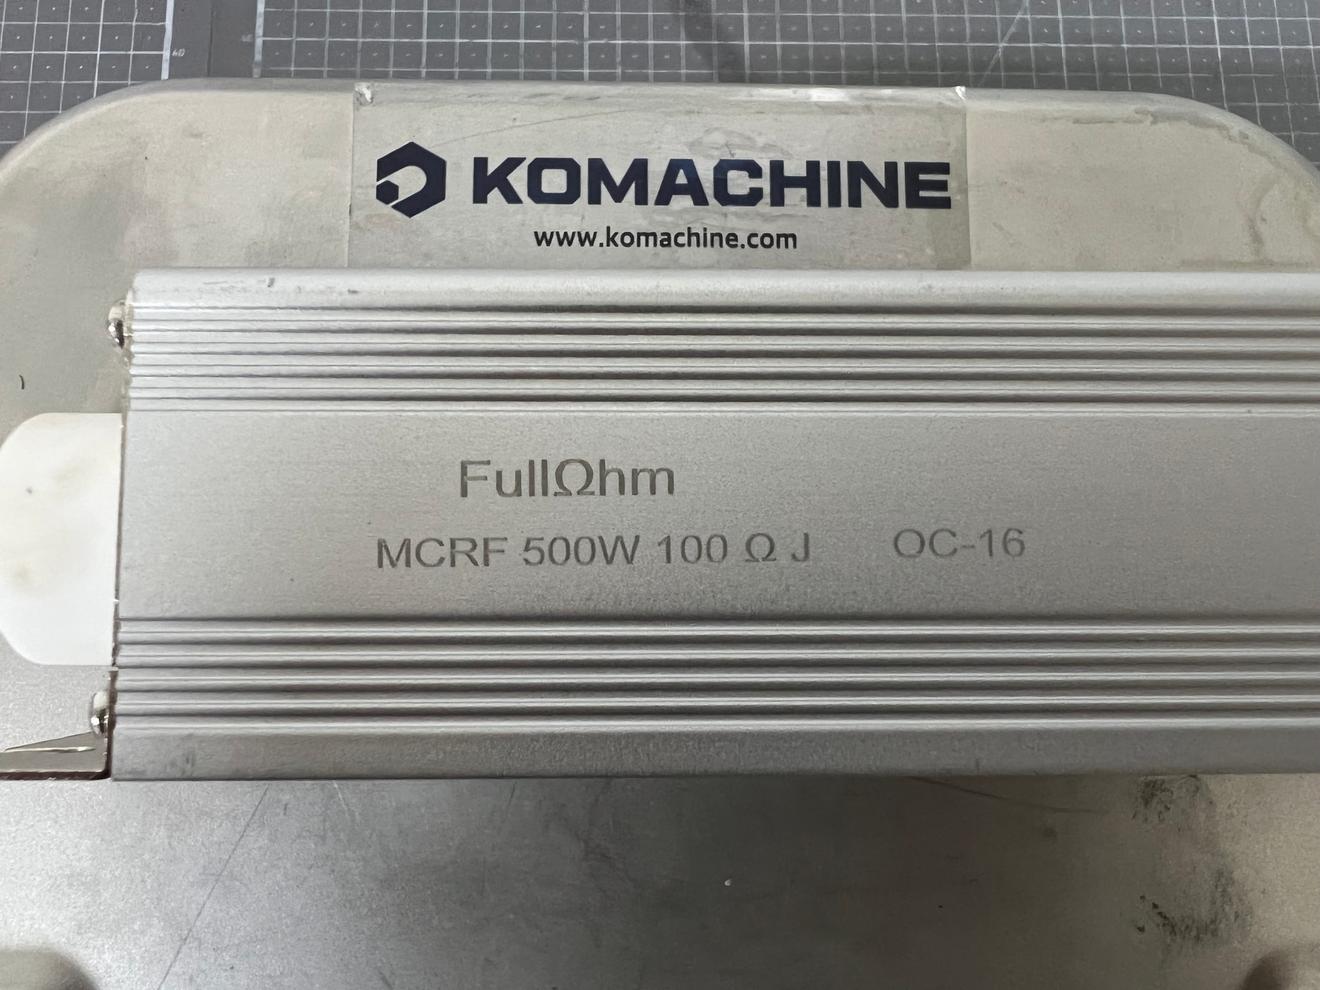 KOMACHINE
www.komachine.com
FullΩhm
MCRF 500W 100 Ω J OC-16